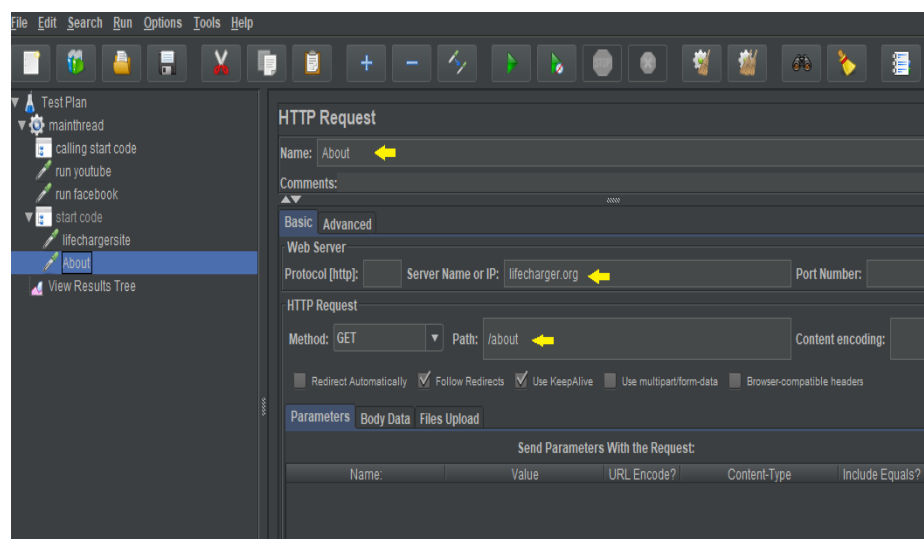 File Edit Search Run Options Tools Help
Test Plan
mainthread
calling start code
run youtube
run facebook
start code
lifechargersite
About
View Results Tree
HTTP Request
Name: About
Comments:
Basic Advanced
Web Server
Protocol [http]: Server Name or IP: lifecharger.org Port Number:
HTTP Request
Method: GET Path: /about Content encoding:
Redirect Automatically Follow Redirects Use KeepAlive Use multipart/form-data Browser-compatible headers
Parameters Body Data Files Upload
Send Parameters With the Request:
Name: Value URL Encode? Content-Type Include Equals?